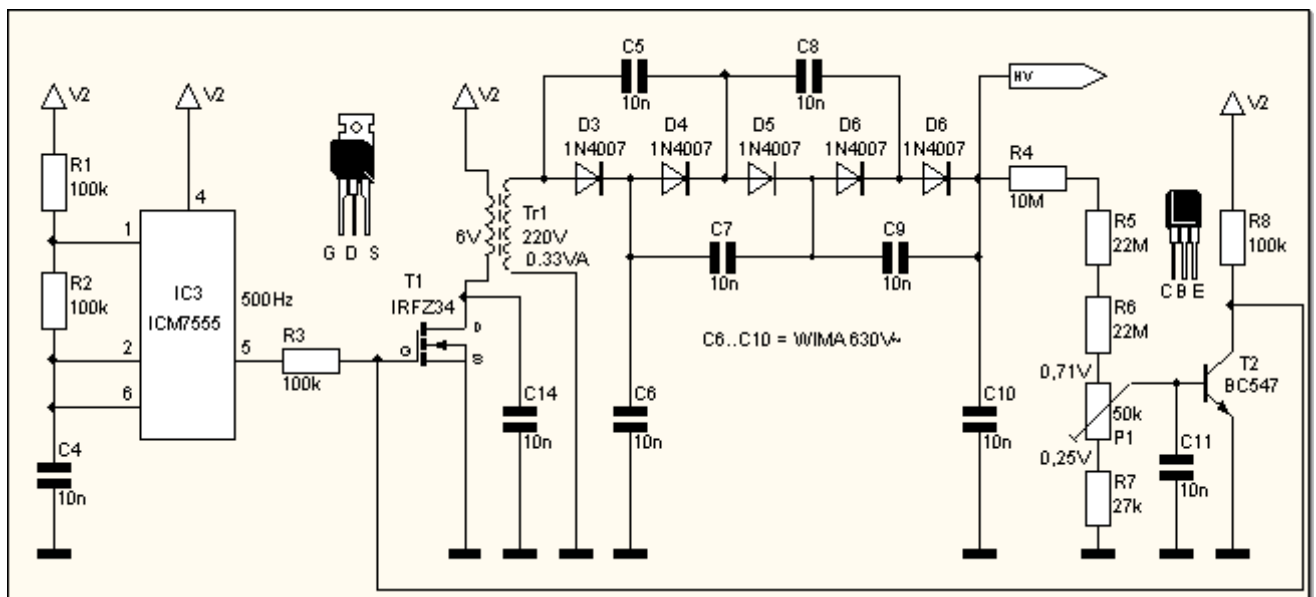 V2
R1
100k
R2
100k
C4
10n
V2
4
1
2
6
5
IC3
ICM7555
500Hz
R3
100k
G D S
T1
IRFZ34
G
D
S
V2
6V
Tr1
220V
0.33VA
C14
10n
C5
10n
C8
10n
D3
1N4007
D4
1N4007
D5
1N4007
D6
1N4007
D6
1N4007
C7
10n
C9
10n
C6..C10 = WIMA 630V~
C6
10n
C10
10n
HV
R4
10M
R5
22M
R6
22M
0,71V
50k
P1
0,25V
R7
27k
C11
10n
C B E
V2
R8
100k
T2
BC547